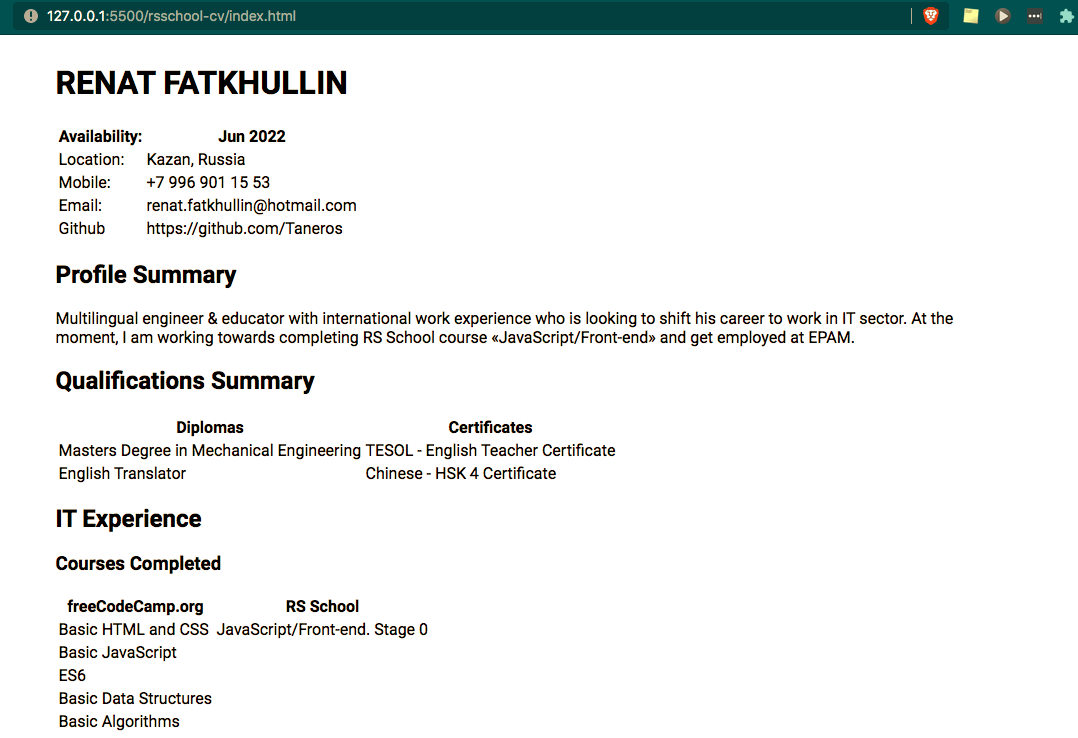 127.0.0.1:5500/rsschool-cv/index.html
RENAT FATKHULLIN
Availability: Jun 2022
Location: Kazan, Russia
Mobile: +7 996 901 15 53
Email: renat.fatkhullin@hotmail.com
Github https://github.com/Taneros
Profile Summary
Multilingual engineer & educator with international work experience who is looking to shift his career to work in IT sector. At the
moment, I am working towards completing RS School course «JavaScript/Front-end» and get employed at EPAM.
Qualifications Summary
Diplomas Certificates
Masters Degree in Mechanical Engineering TESOL - English Teacher Certificate
English Translator Chinese - HSK 4 Certificate
IT Experience
Courses Completed
freeCodeCamp.org RS School
Basic HTML and CSS JavaScript/Front-end. Stage 0
Basic JavaScript
ES6
Basic Data Structures
Basic Algorithms